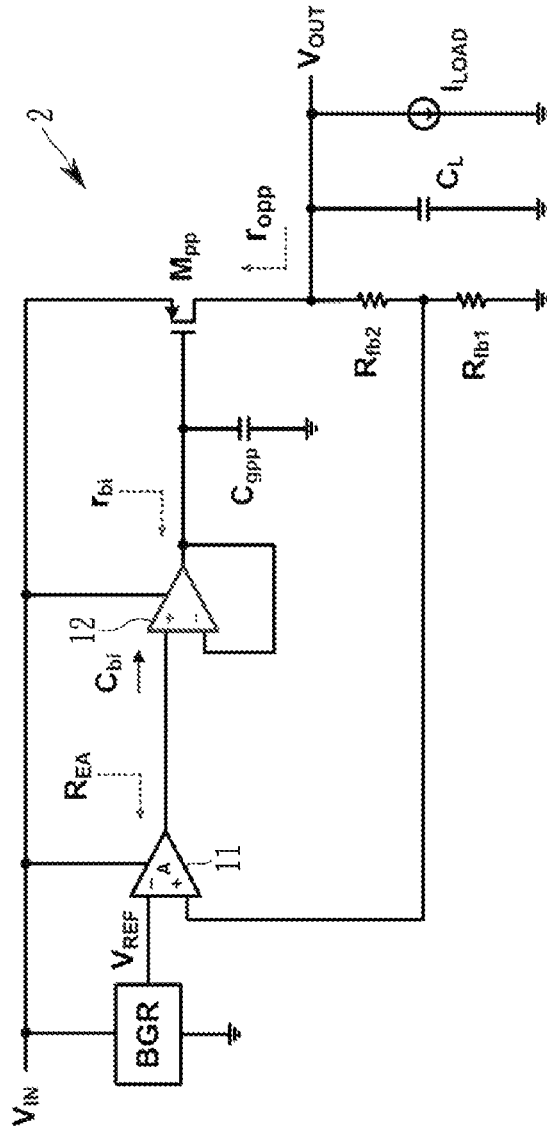 2
V_IN
BGR
V_REF
A
−
+
11
R_EA
C_bi
12
+
−
r_bi
C_gpp
M_pp
r_opp
R_fb2
R_fb1
V_OUT
C_L
I_LOAD